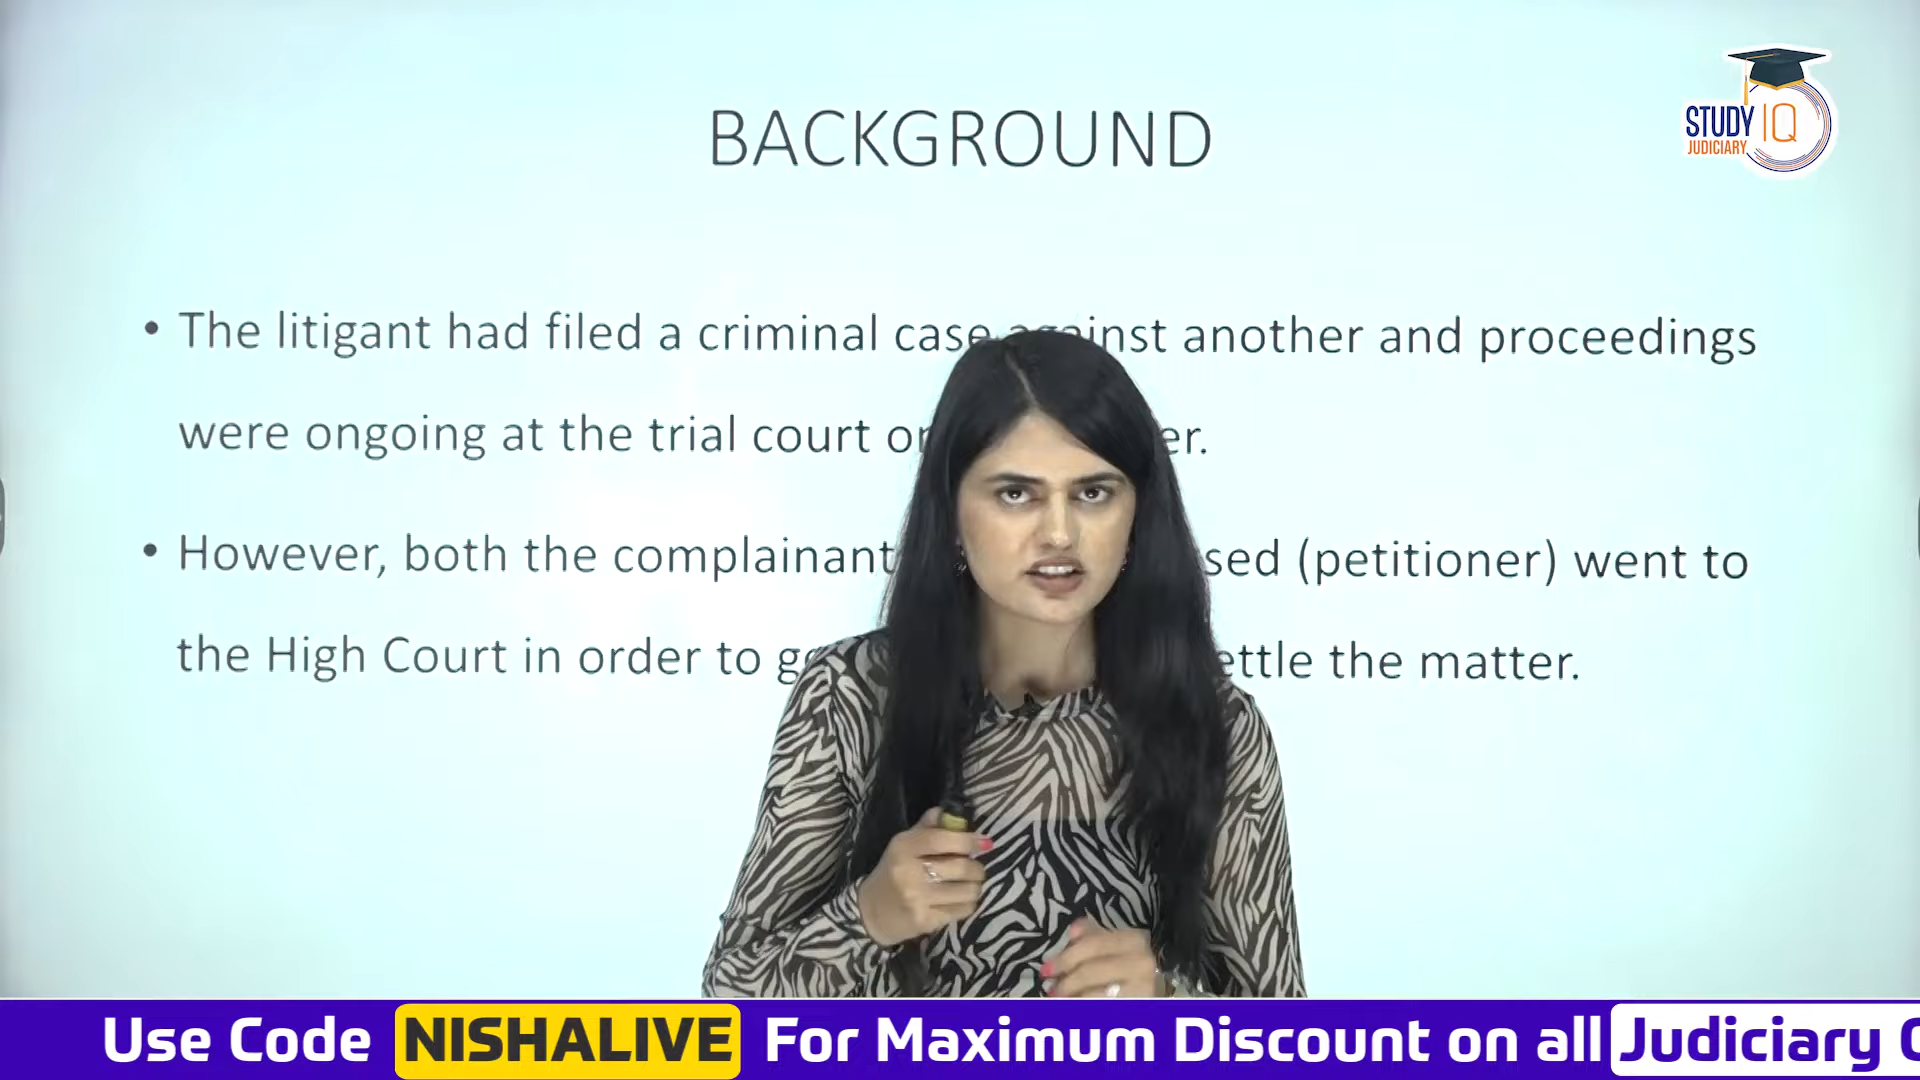 BACKGROUND
STUDY IQ
JUDICIARY
• The litigant had filed a criminal case against another and proceedings
were ongoing at the trial court er.
• However, both the complainant sed (petitioner) went to
the High Court in order to ettle the matter.
Use Code NISHALIVE For Maximum Discount on all Judiciary